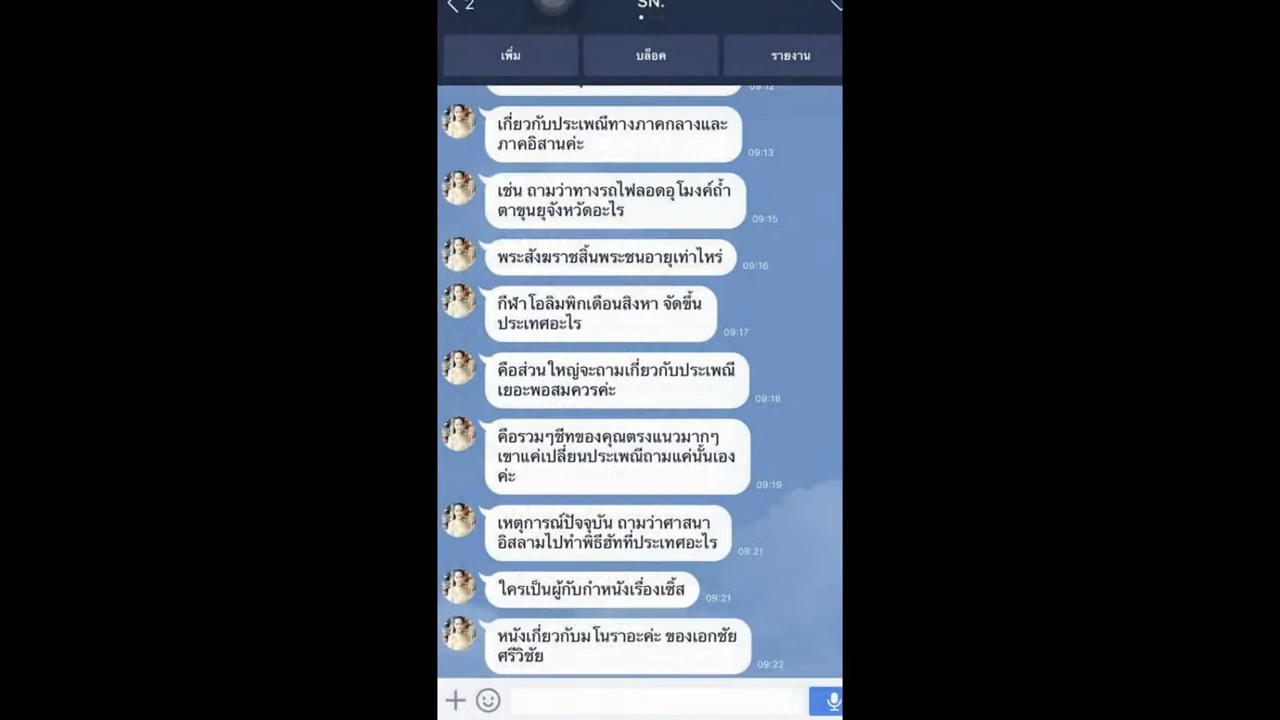 2
SN.
เพิ่ม
บล็อค
รายงาน
09:12
เกี่ยวกับประเพณีทางภาคกลางและ
ภาคอิสานค่ะ
09:13
เช่น ถามว่าทางรถไฟลอดอุโมงค์ถ้ำ
ตาขุนยุจังหวัดอะไร
09:15
พระสังฆราชสิ้นพระชนอายุเท่าไหร่
09:16
กีฬาโอลิมพิกเดือนสิงหา จัดขึ้น
ประเทศอะไร
09:17
คือส่วนใหญ่จะถามเกี่ยวกับประเพณี
เยอะพอสมควรค่ะ
09:18
คือรวมๆชีทของคุณตรงแนวมากๆ
เขาแค่เปลี่ยนประเพณีถามแค่นั้นเอง
ค่ะ
09:19
เหตุการณ์ปัจจุบัน ถามว่าศาสนา
อิสลามไปทำพิธีฮัทที่ประเทศอะไร
09:21
ใครเป็นผู้กับกำหนังเรื่องเซิ้ส
09:21
หนังเกี่ยวกับมโนราอะค่ะ ของเอกชัย
ศรีวิชัย
09:22